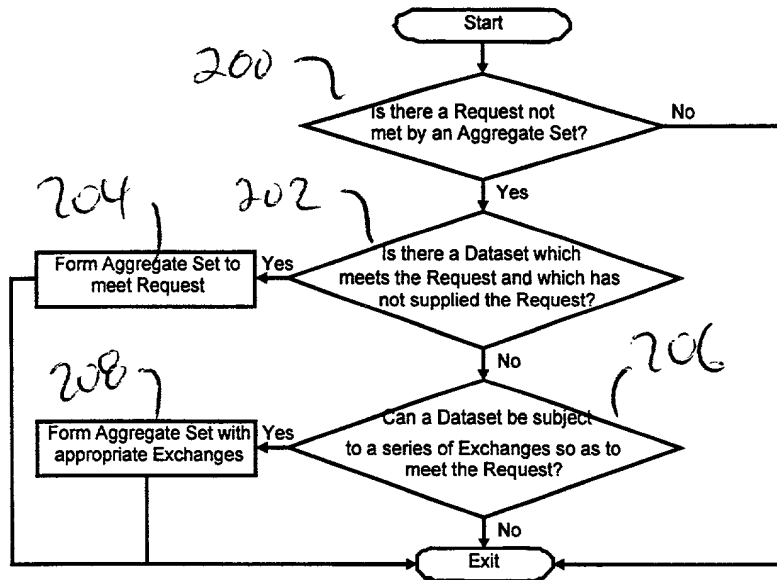 Start
200
Is there a Request not
met by an Aggregate Set?
No
Yes
204
202
Form Aggregate Set to
meet Request
Yes
Is there a Dataset which
meets the Request and which has
not supplied the Request?
No
206
208
Form Aggregate Set with
appropriate Exchanges
Yes
Can a Dataset be subject
to a series of Exchanges so as to
meet the Request?
No
Exit